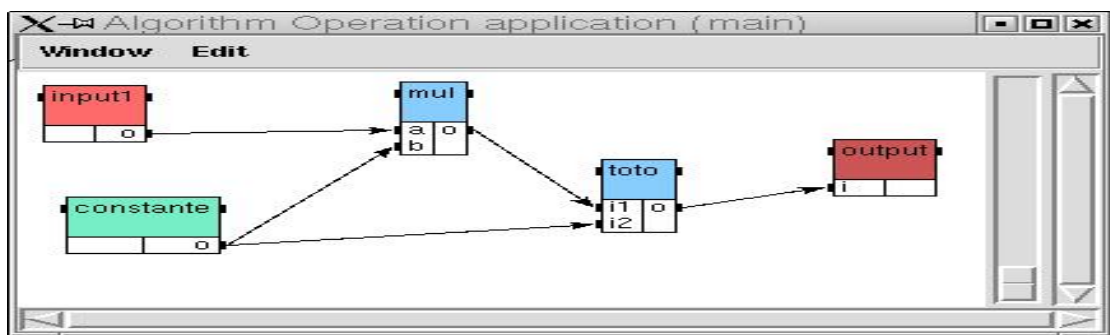 Algorithm Operation application (main)
Window Edit
input1
o
mul
a o
b
constante
o
toto
i1 o
i2
output
i